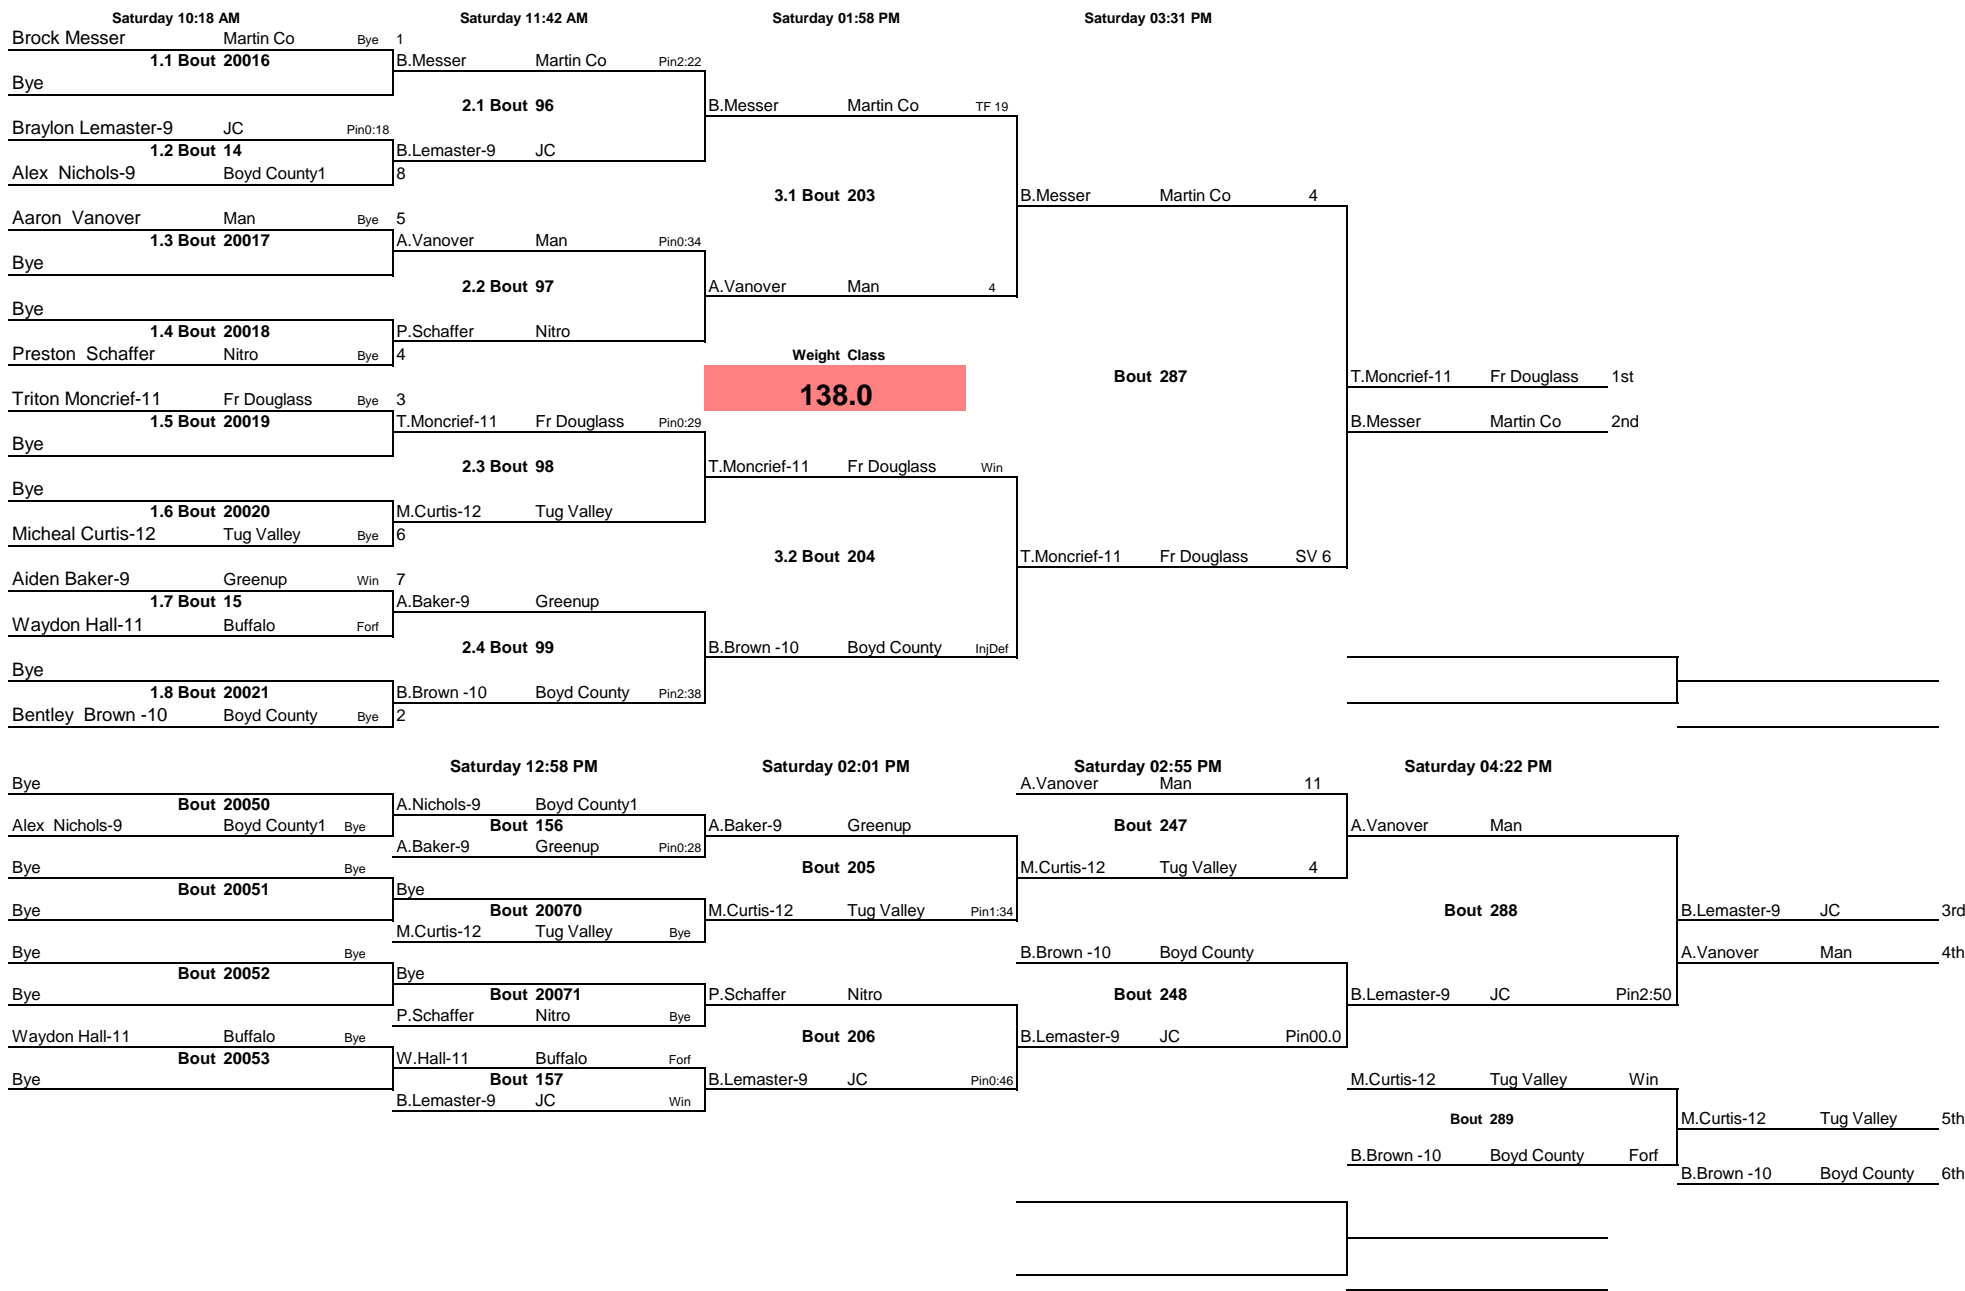 Saturday 10:18 AM Saturday 11:42 AM Saturday 01:58 PM Saturday 03:31 PM
Brock Messer Martin Co Bye 1
1.1 Bout 20016 B.Messer Martin Co Pin2:22
Bye
2.1 Bout 96 B.Messer Martin Co TF 19
Braylon Lemaster-9 JC Pin0:18
1.2 Bout 14 B.Lemaster-9 JC
Alex Nichols-9 Boyd County1 8
3.1 Bout 203 B.Messer Martin Co 4
Aaron Vanover Man Bye 5
1.3 Bout 20017 A.Vanover Man Pin0:34
Bye
2.2 Bout 97 A.Vanover Man 4
Bye
1.4 Bout 20018 P.Schaffer Nitro
Preston Schaffer Nitro Bye 4 Weight Class
Bout 287 T.Moncrief-11 Fr Douglass 1st
Triton Moncrief-11 Fr Douglass Bye 3 138.0
1.5 Bout 20019 T.Moncrief-11 Fr Douglass Pin0:29 B.Messer Martin Co 2nd
Bye
2.3 Bout 98 T.Moncrief-11 Fr Douglass Win
Bye
1.6 Bout 20020 M.Curtis-12 Tug Valley
Micheal Curtis-12 Tug Valley Bye 6
3.2 Bout 204 T.Moncrief-11 Fr Douglass SV 6
Aiden Baker-9 Greenup Win 7
1.7 Bout 15 A.Baker-9 Greenup
Waydon Hall-11 Buffalo Forf
2.4 Bout 99 B.Brown -10 Boyd County InjDef
Bye
1.8 Bout 20021 B.Brown -10 Boyd County Pin2:38
Bentley Brown -10 Boyd County Bye 2
Saturday 12:58 PM Saturday 02:01 PM Saturday 02:55 PM Saturday 04:22 PM
Bye A.Vanover Man 11
Bout 20050 A.Nichols-9 Boyd County1
Alex Nichols-9 Boyd County1 Bye Bout 156 A.Baker-9 Greenup Bout 247 A.Vanover Man
A.Baker-9 Greenup Pin0:28
Bye Bye Bout 205 M.Curtis-12 Tug Valley 4
Bout 20051 Bye
Bye Bout 20070 M.Curtis-12 Tug Valley Pin1:34 Bout 288 B.Lemaster-9 JC 3rd
M.Curtis-12 Tug Valley Bye
Bye Bye B.Brown -10 Boyd County A.Vanover Man 4th
Bout 20052 Bye
Bye Bout 20071 P.Schaffer Nitro Bout 248 B.Lemaster-9 JC Pin2:50
P.Schaffer Nitro Bye
Waydon Hall-11 Buffalo Bye Bout 206 B.Lemaster-9 JC Pin00.0
Bout 20053 W.Hall-11 Buffalo Forf
Bye Bout 157 B.Lemaster-9 JC Pin0:46 M.Curtis-12 Tug Valley Win
B.Lemaster-9 JC Win
Bout 289 M.Curtis-12 Tug Valley 5th
B.Brown -10 Boyd County Forf
B.Brown -10 Boyd County 6th